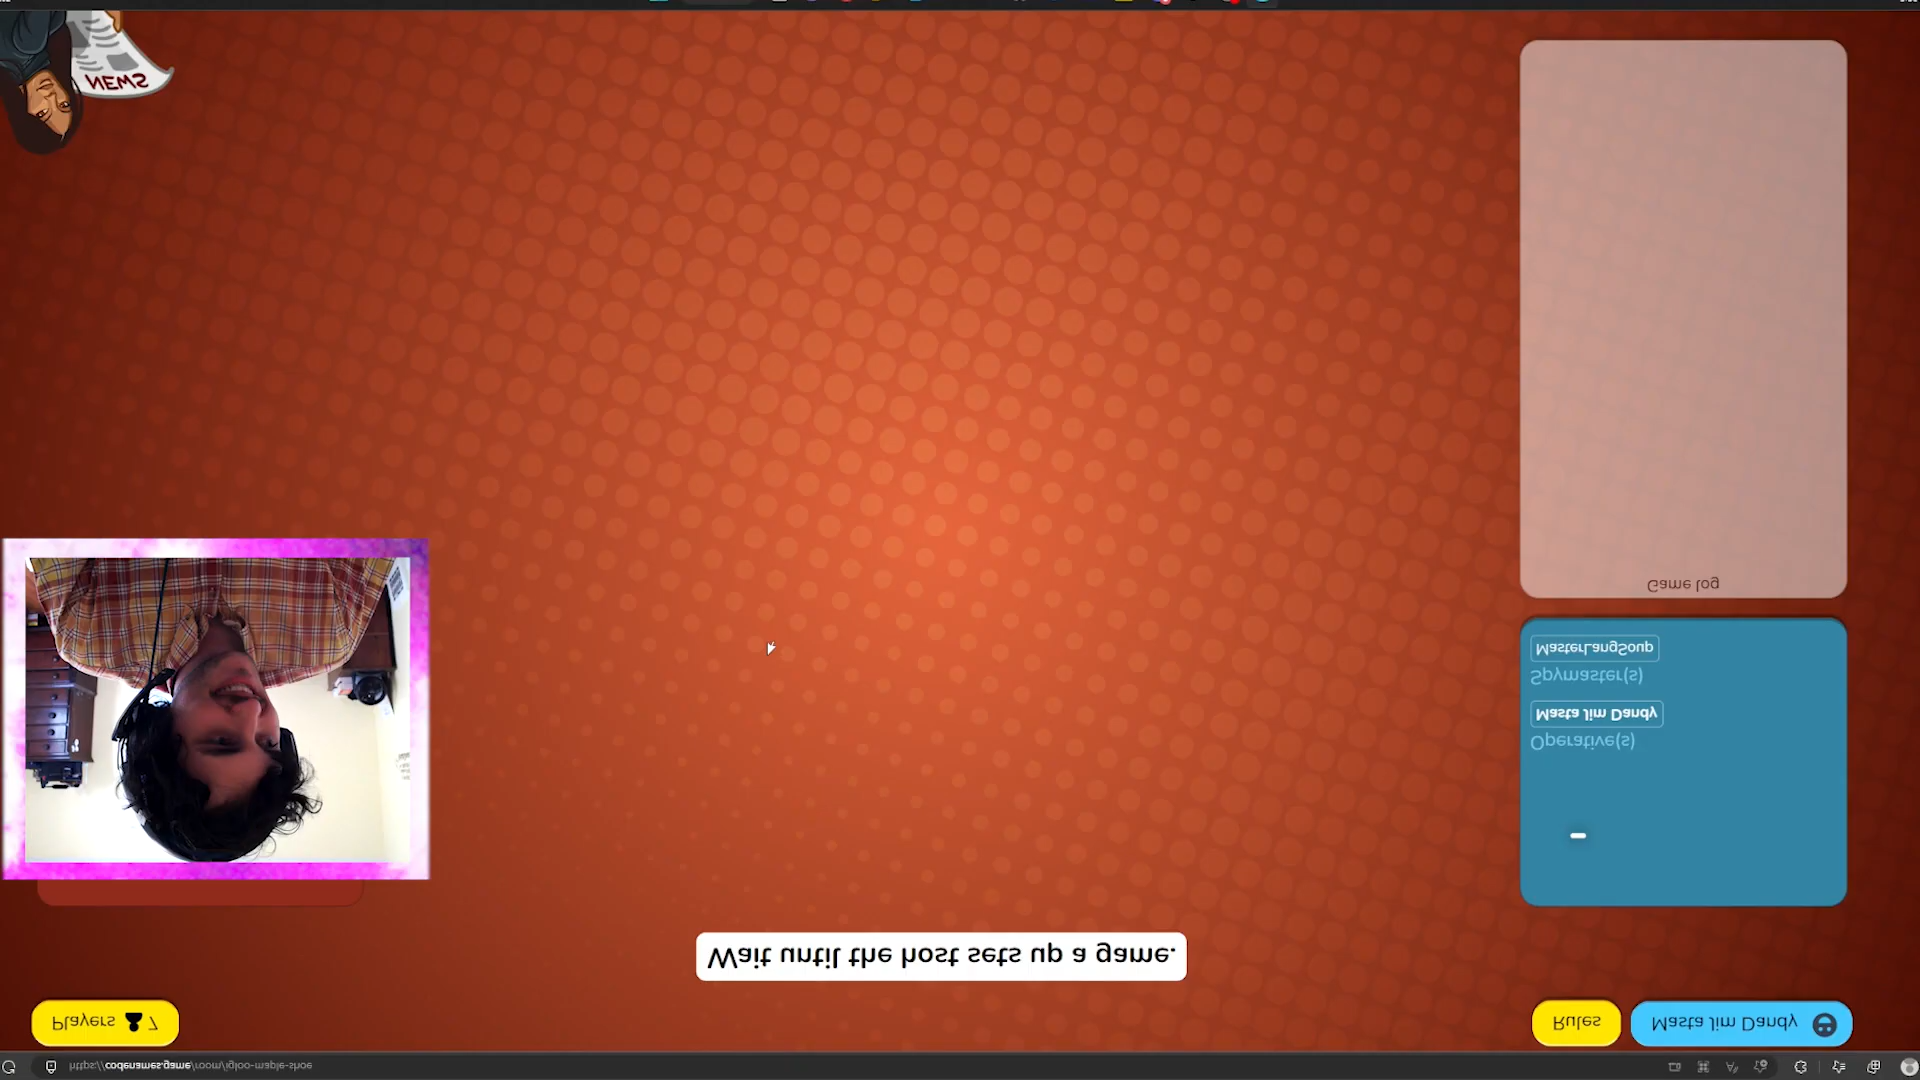 https://codenames.game/room/igloo-maple-shoe
Players 7
Rules
Masta Jim Dandy
Wait until the host sets up a game.
-
Operative(s)
Masta Jim Dandy
Spymaster(s)
MasterLangSoup
Game log
NEWS